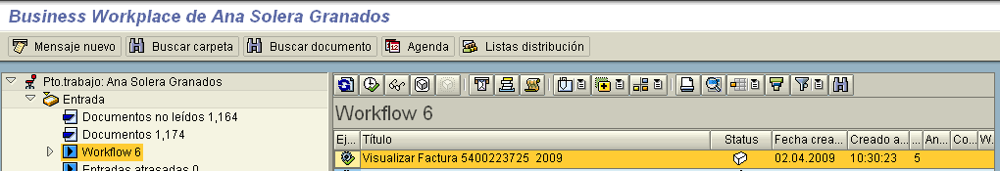 Business Workplace de Ana Solera Granados
Mensaje nuevo Buscar carpeta Buscar documento Agenda Listas distribución
Pto.trabajo: Ana Solera Granados
Entrada
Documentos no leídos 1,164
Documentos 1,174
Workflow 6
Entradas atrasadas 0
Workflow 6
Ej... Título Status Fecha crea... Creado a... ... An... Co... W...
Visualizar Factura 5400223725 2009 02.04.2009 10:30:23 5